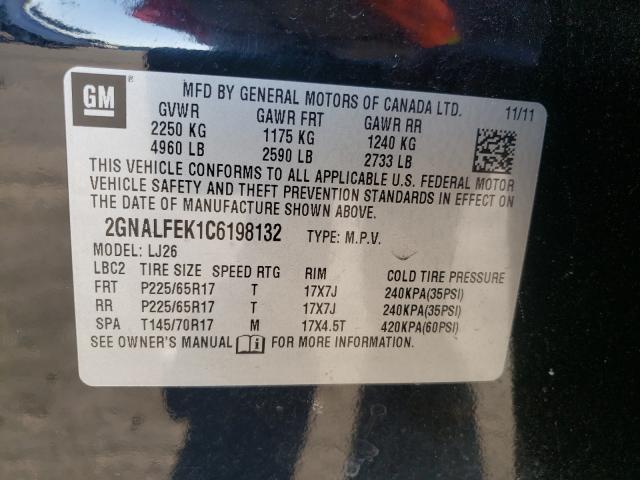 GM ®
MFD BY GENERAL MOTORS OF CANADA LTD.
11/11
GVWR GAWR FRT GAWR RR
2250 KG 1175 KG 1240 KG
4960 LB 2590 LB 2733 LB
THIS VEHICLE CONFORMS TO ALL APPLICABLE U.S. FEDERAL MOTOR
VEHICLE SAFETY AND THEFT PREVENTION STANDARDS IN EFFECT ON
THE DATE OF MANUFACTURE SHOWN ABOVE.
2GNALFEK1C6198132 TYPE: M.P.V.
MODEL: LJ26
LBC2 TIRE SIZE SPEED RTG RIM COLD TIRE PRESSURE
FRT P225/65R17 T 17X7J 240KPA(35PSI)
RR P225/65R17 T 17X7J 240KPA(35PSI)
SPA T145/70R17 M 17X4.5T 420KPA(60PSI)
SEE OWNER'S MANUAL i FOR MORE INFORMATION.